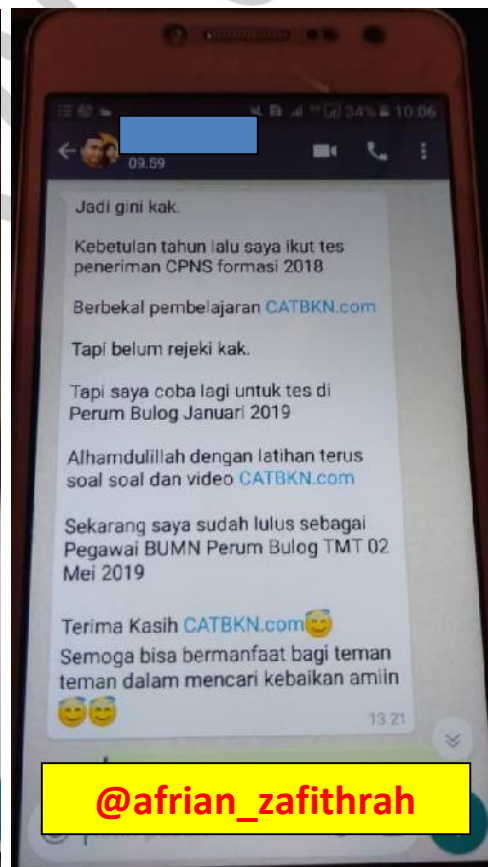 34% 10:06
09.59
Jadi gini kak.
Kebetulan tahun lalu saya ikut tes
peneriman CPNS formasi 2018
Berbekal pembelajaran CATBKN.com
Tapi belum rejeki kak.
Tapi saya coba lagi untuk tes di
Perum Bulog Januari 2019
Alhamdulillah dengan latihan terus
soal soal dan video CATBKN.com
Sekarang saya sudah lulus sebagai
Pegawai BUMN Perum Bulog TMT 02
Mei 2019
Terima Kasih CATBKN.com😇
Semoga bisa bermanfaat bagi teman
teman dalam mencari kebaikan amiin
😇😇
13.21
@afrian_zafithrah